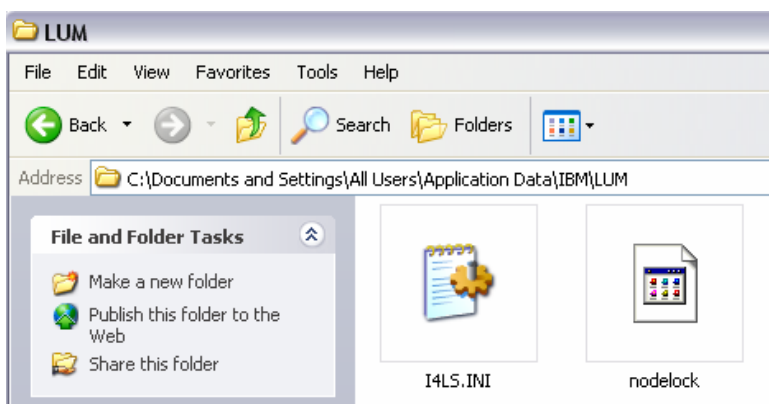 LUM
File Edit View Favorites Tools Help
Back Search Folders
Address C:\Documents and Settings\All Users\Application Data\IBM\LUM
File and Folder Tasks
Make a new folder
Publish this folder to the
Web
Share this folder
I4LS.INI nodelock